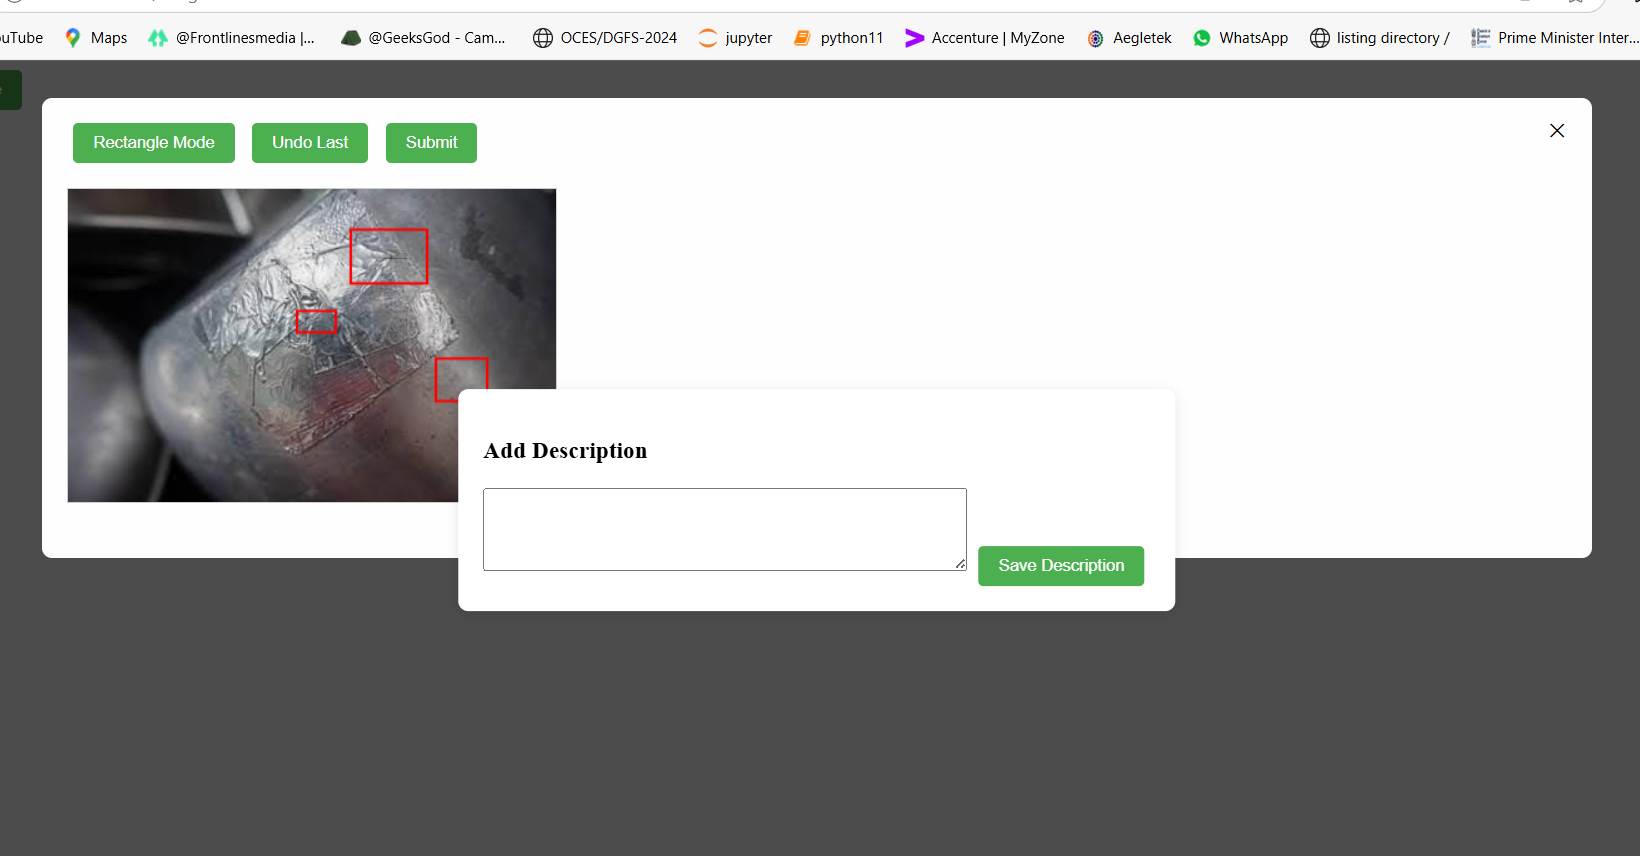 uTube
Maps
@Frontlinesmedia |...
@GeeksGod - Cam...
OCES/DGFS-2024
jupyter
python11
Accenture | MyZone
Aegletek
WhatsApp
listing directory /
Prime Minister Inter...
Rectangle Mode
Undo Last
Submit
Add Description
Save Description